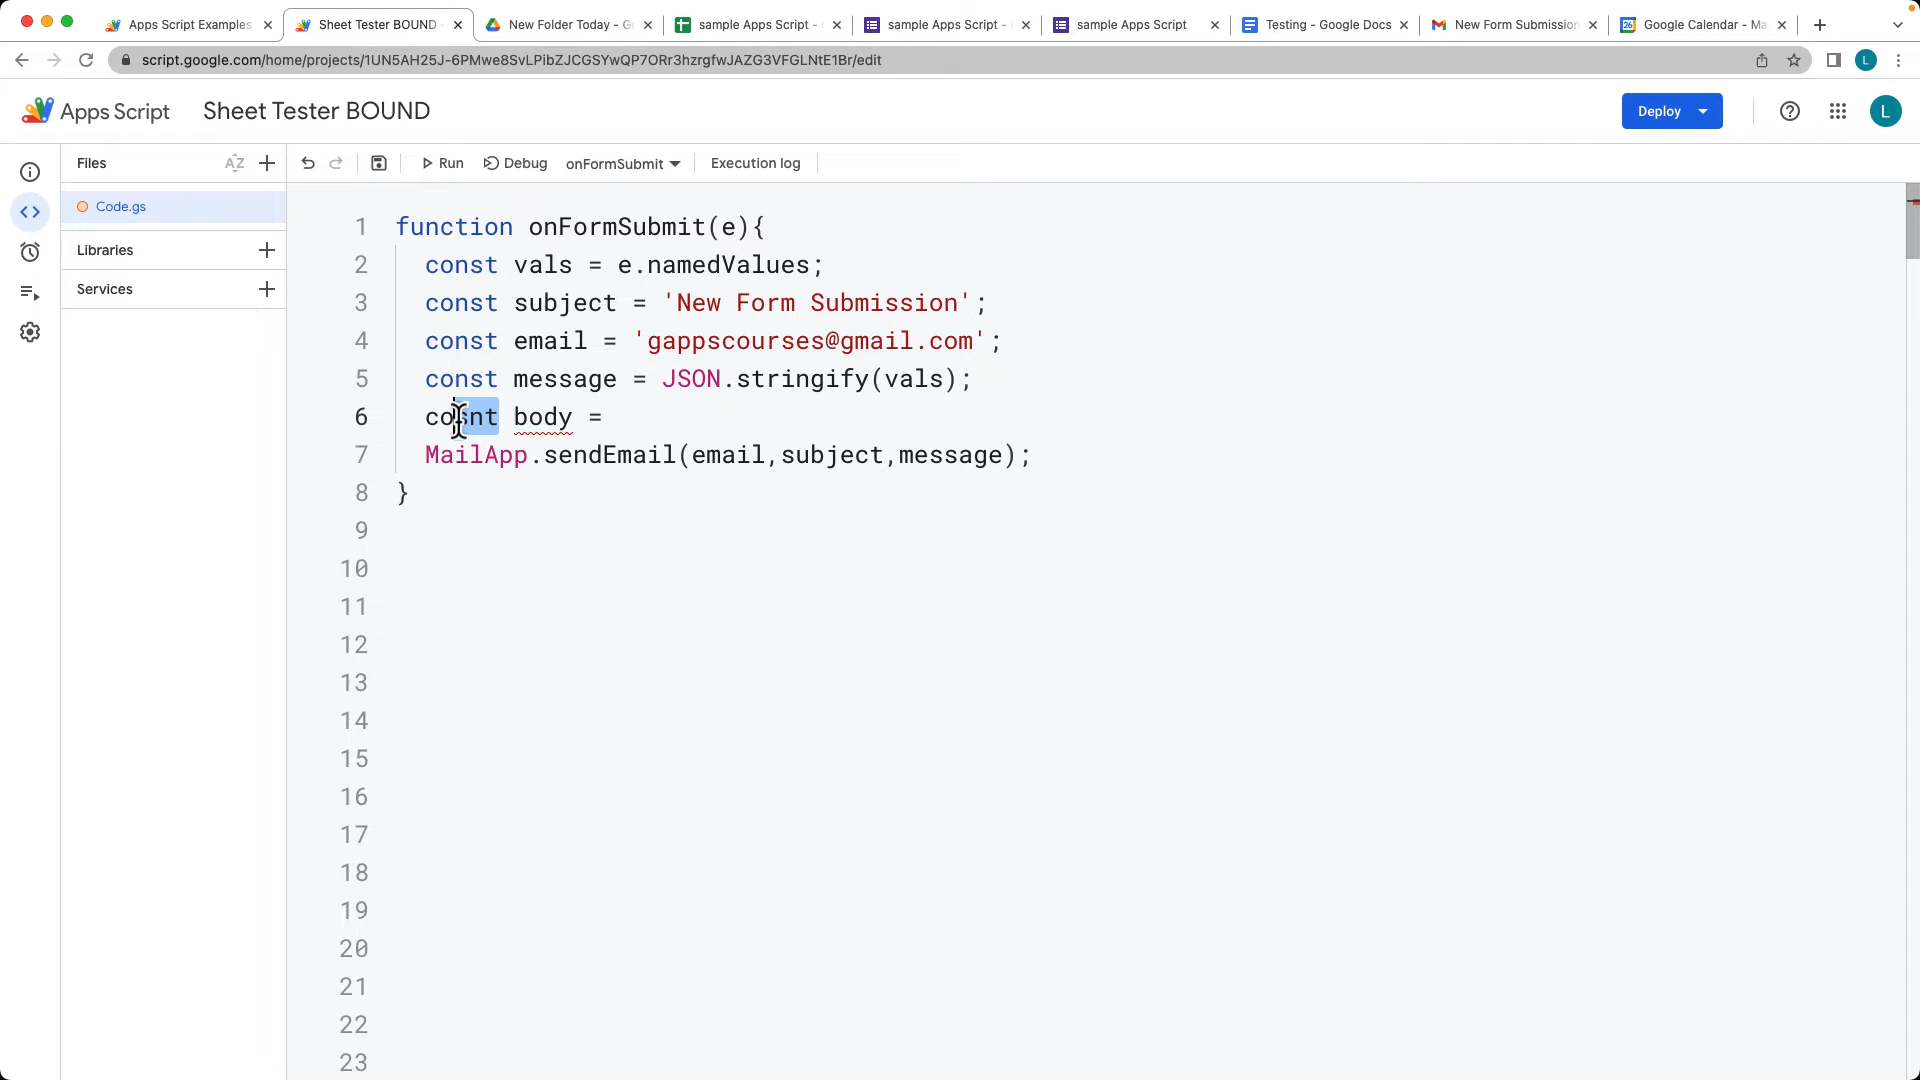 Apps Script Examples
Sheet Tester BOUND
New Folder Today - G
sample Apps Script -
sample Apps Script -
sample Apps Script
Testing - Google Docs
New Form Submission
26
Google Calendar - Ma
script.google.com/home/projects/1UN5AH25J-6PMwe8SvLPibZJCGSYwQP7ORr3hzrgfwJAZG3VFGLNtE1Br/edit
L
Apps Script
Sheet Tester BOUND
Deploy
L
Files
AZ
Run
Debug
onFormSubmit
Execution log
Code.gs
Libraries
Services
1 function onFormSubmit(e){
2 const vals = e.namedValues;
3 const subject = 'New Form Submission';
4 const email = 'gappscourses@gmail.com';
5 const message = JSON.stringify(vals);
6 cosnt body =
7 MailApp.sendEmail(email,subject,message);
8 }
9
10
11
12
13
14
15
16
17
18
19
20
21
22
23